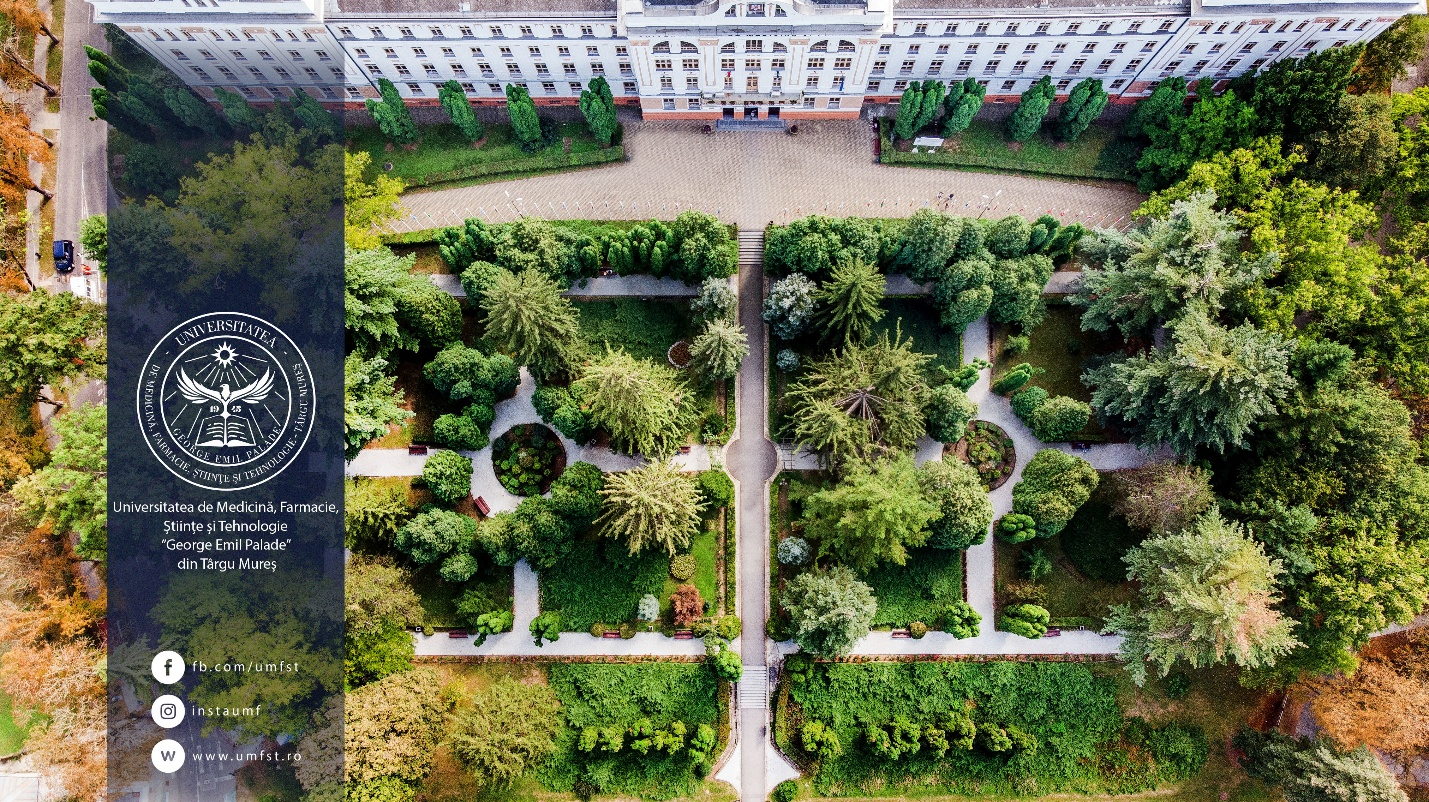 UNIVERSITATEA
DE MEDICINĂ, FARMACIE, ȘTIINȚE ȘI TEHNOLOGIE - TÂRGU MUREȘ
1945
GEORGE EMIL PALADE
Universitatea de Medicină, Farmacie,
Științe și Tehnologie
“George Emil Palade”
din Târgu Mureș
f fb.com/umfst
instaumf
w www.umfst.ro